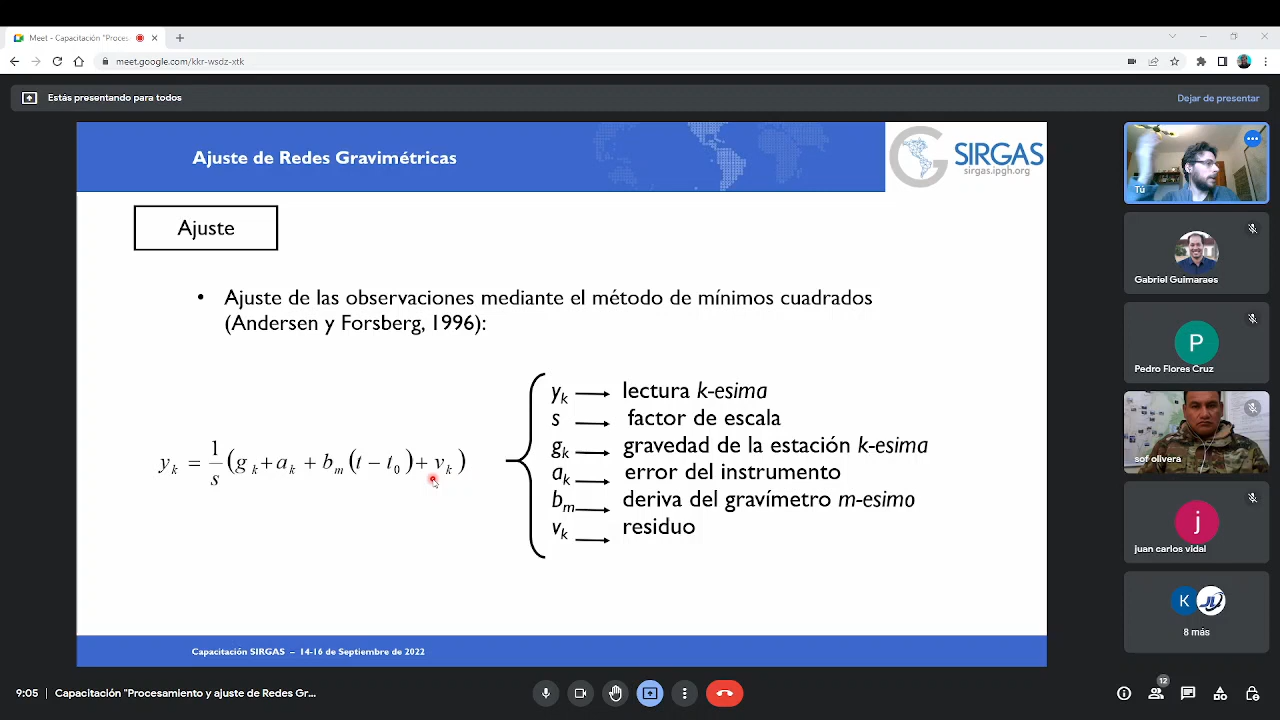 Meet - Capacitación "Proces
meet.google.com/kkr-wsdz-xtk
Estás presentando para todos
Dejar de presentar
Ajuste de Redes Gravimétricas
SIRGAS
sirgas.ipgh.org
Ajuste
• Ajuste de las observaciones mediante el método de mínimos cuadrados
(Andersen y Forsberg, 1996):
y_k = 1/s (g_k + a_k + b_m (t − t_0) + v_k)
y_k → lectura k-esima
s → factor de escala
g_k → gravedad de la estación k-esima
a_k → error del instrumento
b_m → deriva del gravímetro m-esimo
v_k → residuo
Capacitación SIRGAS – 14-16 de Septiembre de 2022
Tú
Gabriel Guimaraes
P
Pedro Flores Cruz
sof olivera
j
juan carlos vidal
K
8 más
9:05 | Capacitación "Procesamiento y ajuste de Redes Gr...
12